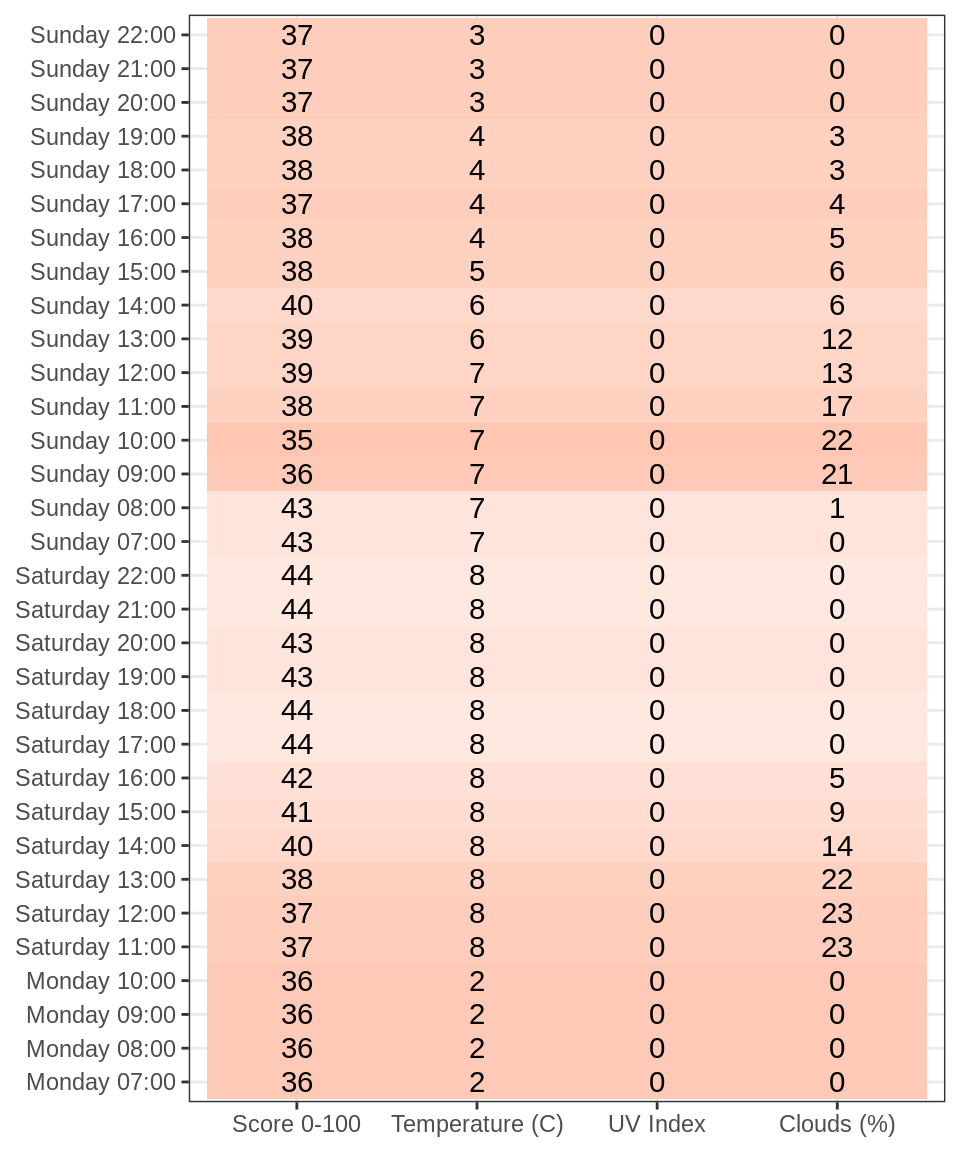 Sunday 22:00 37 3 0 0
Sunday 21:00 37 3 0 0
Sunday 20:00 37 3 0 0
Sunday 19:00 38 4 0 3
Sunday 18:00 38 4 0 3
Sunday 17:00 37 4 0 4
Sunday 16:00 38 4 0 5
Sunday 15:00 38 5 0 6
Sunday 14:00 40 6 0 6
Sunday 13:00 39 6 0 12
Sunday 12:00 39 7 0 13
Sunday 11:00 38 7 0 17
Sunday 10:00 35 7 0 22
Sunday 09:00 36 7 0 21
Sunday 08:00 43 7 0 1
Sunday 07:00 43 7 0 0
Saturday 22:00 44 8 0 0
Saturday 21:00 44 8 0 0
Saturday 20:00 43 8 0 0
Saturday 19:00 43 8 0 0
Saturday 18:00 44 8 0 0
Saturday 17:00 44 8 0 0
Saturday 16:00 42 8 0 5
Saturday 15:00 41 8 0 9
Saturday 14:00 40 8 0 14
Saturday 13:00 38 8 0 22
Saturday 12:00 37 8 0 23
Saturday 11:00 37 8 0 23
Monday 10:00 36 2 0 0
Monday 09:00 36 2 0 0
Monday 08:00 36 2 0 0
Monday 07:00 36 2 0 0
Score 0-100 Temperature (C) UV Index Clouds (%)